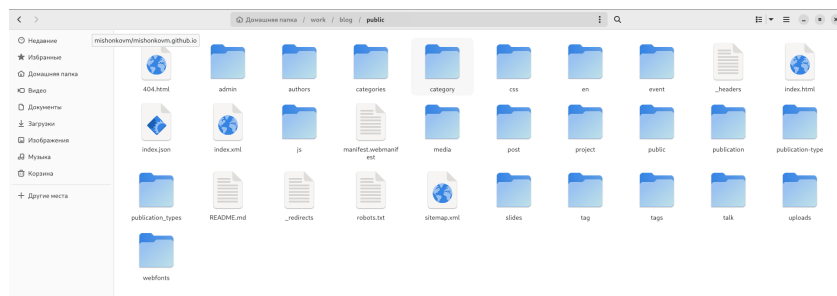 Домашняя папка / work / blog / public
Недавние
mishonkovm/mishonkovm.github.io
Избранные
Домашняя папка
Видео
Документы
Загрузки
Изображения
Музыка
Корзина
Другие места
404.html
admin
authors
categories
category
css
en
event
_headers
index.html
index.json
index.xml
js
manifest.webmanif
est
media
post
project
public
publication
publication-type
publication_types
README.md
_redirects
robots.txt
sitemap.xml
slides
tag
tags
talk
uploads
webfonts